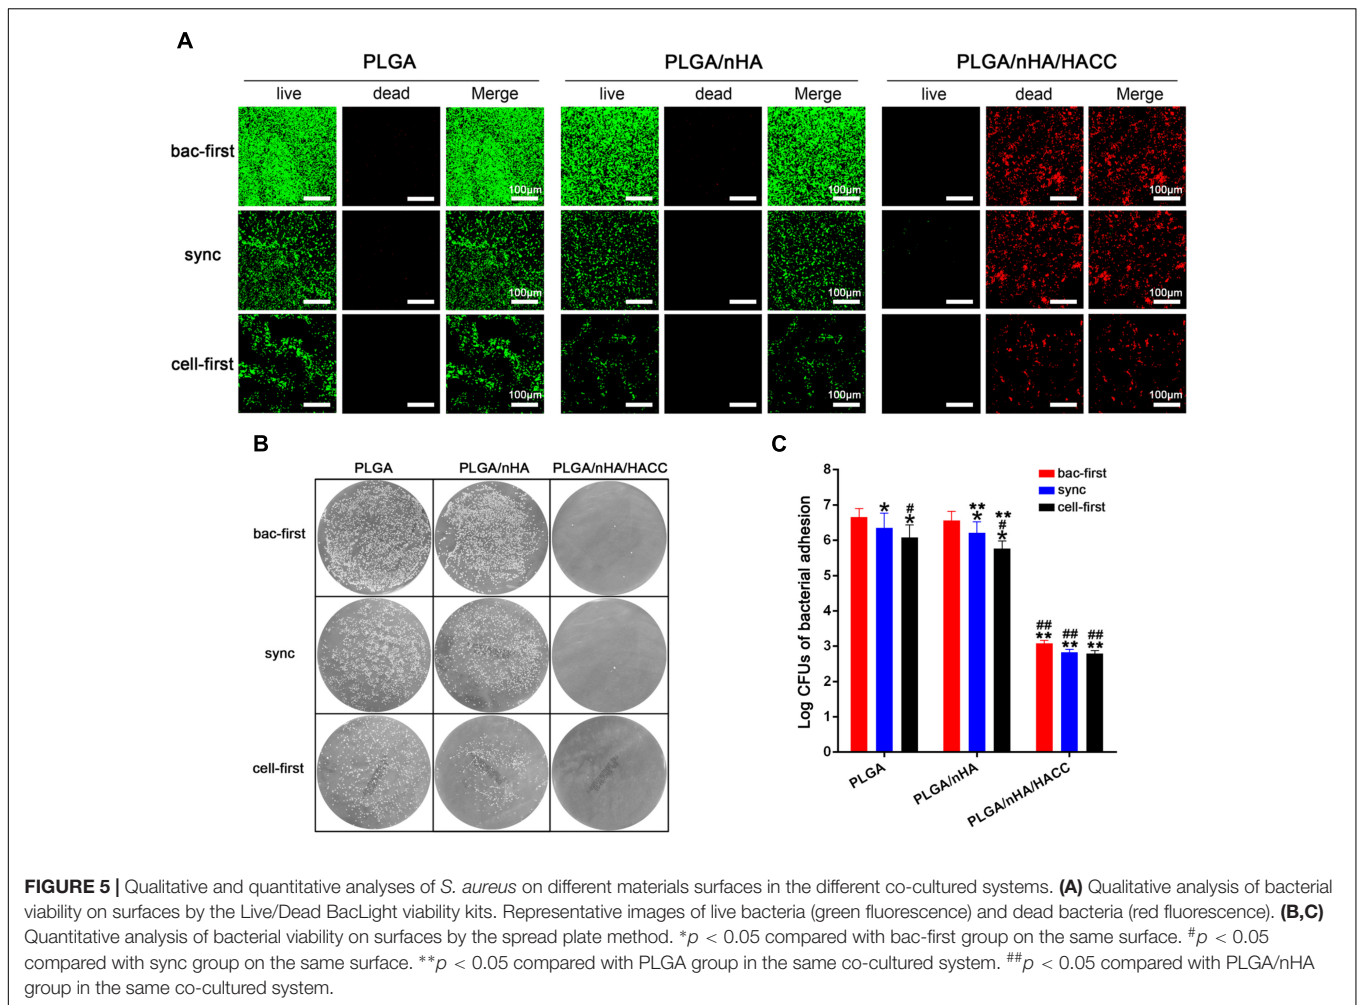 A
PLGA PLGA/nHA PLGA/nHA/HACC
live dead Merge live dead Merge live dead Merge
bac-first
100μm 100μm 100μm
sync
100μm 100μm 100μm
cell-first
100μm 100μm 100μm
B
PLGA PLGA/nHA PLGA/nHA/HACC
bac-first
sync
cell-first
C
Log CFUs of bacterial adhesion
8
7
6
5
4
3
2
1
0
bac-first
sync
cell-first
* # * ** * ** # * ## ** ## ** ## **
PLGA PLGA/nHA PLGA/nHA/HACC
FIGURE 5 | Qualitative and quantitative analyses of S. aureus on different materials surfaces in the different co-cultured systems. (A) Qualitative analysis of bacterial
viability on surfaces by the Live/Dead BacLight viability kits. Representative images of live bacteria (green fluorescence) and dead bacteria (red fluorescence). (B,C)
Quantitative analysis of bacterial viability on surfaces by the spread plate method. *p < 0.05 compared with bac-first group on the same surface. #p < 0.05
compared with sync group on the same surface. **p < 0.05 compared with PLGA group in the same co-cultured system. ##p < 0.05 compared with PLGA/nHA
group in the same co-cultured system.